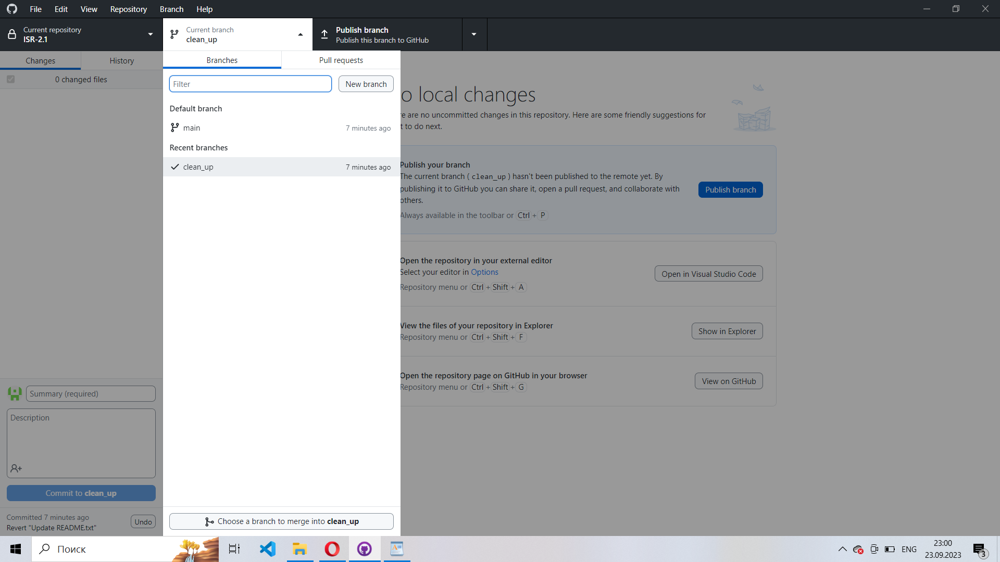 File Edit View Repository Branch Help
Current repository
ISR-2.1
Current branch
clean_up
Publish branch
Publish this branch to GitHub
Changes History
0 changed files
Branches Pull requests
Filter
New branch
Default branch
main 7 minutes ago
Recent branches
clean_up 7 minutes ago
Choose a branch to merge into clean_up
o local changes
re are no uncommitted changes in this repository. Here are some friendly suggestions for
t to do next.
Publish your branch
The current branch ( clean_up ) hasn't been published to the remote yet. By
publishing it to GitHub you can share it, open a pull request, and collaborate with
others.
Always available in the toolbar or Ctrl + P
Publish branch
Open the repository in your external editor
Select your editor in Options
Repository menu or Ctrl + Shift + A
Open in Visual Studio Code
View the files of your repository in Explorer
Repository menu or Ctrl + Shift + F
Show in Explorer
Open the repository page on GitHub in your browser
Repository menu or Ctrl + Shift + G
View on GitHub
Summary (required)
Description
Commit to clean_up
Committed 7 minutes ago
Revert "Update README.txt"
Undo
Поиск
ENG
23:00
23.09.2023
3